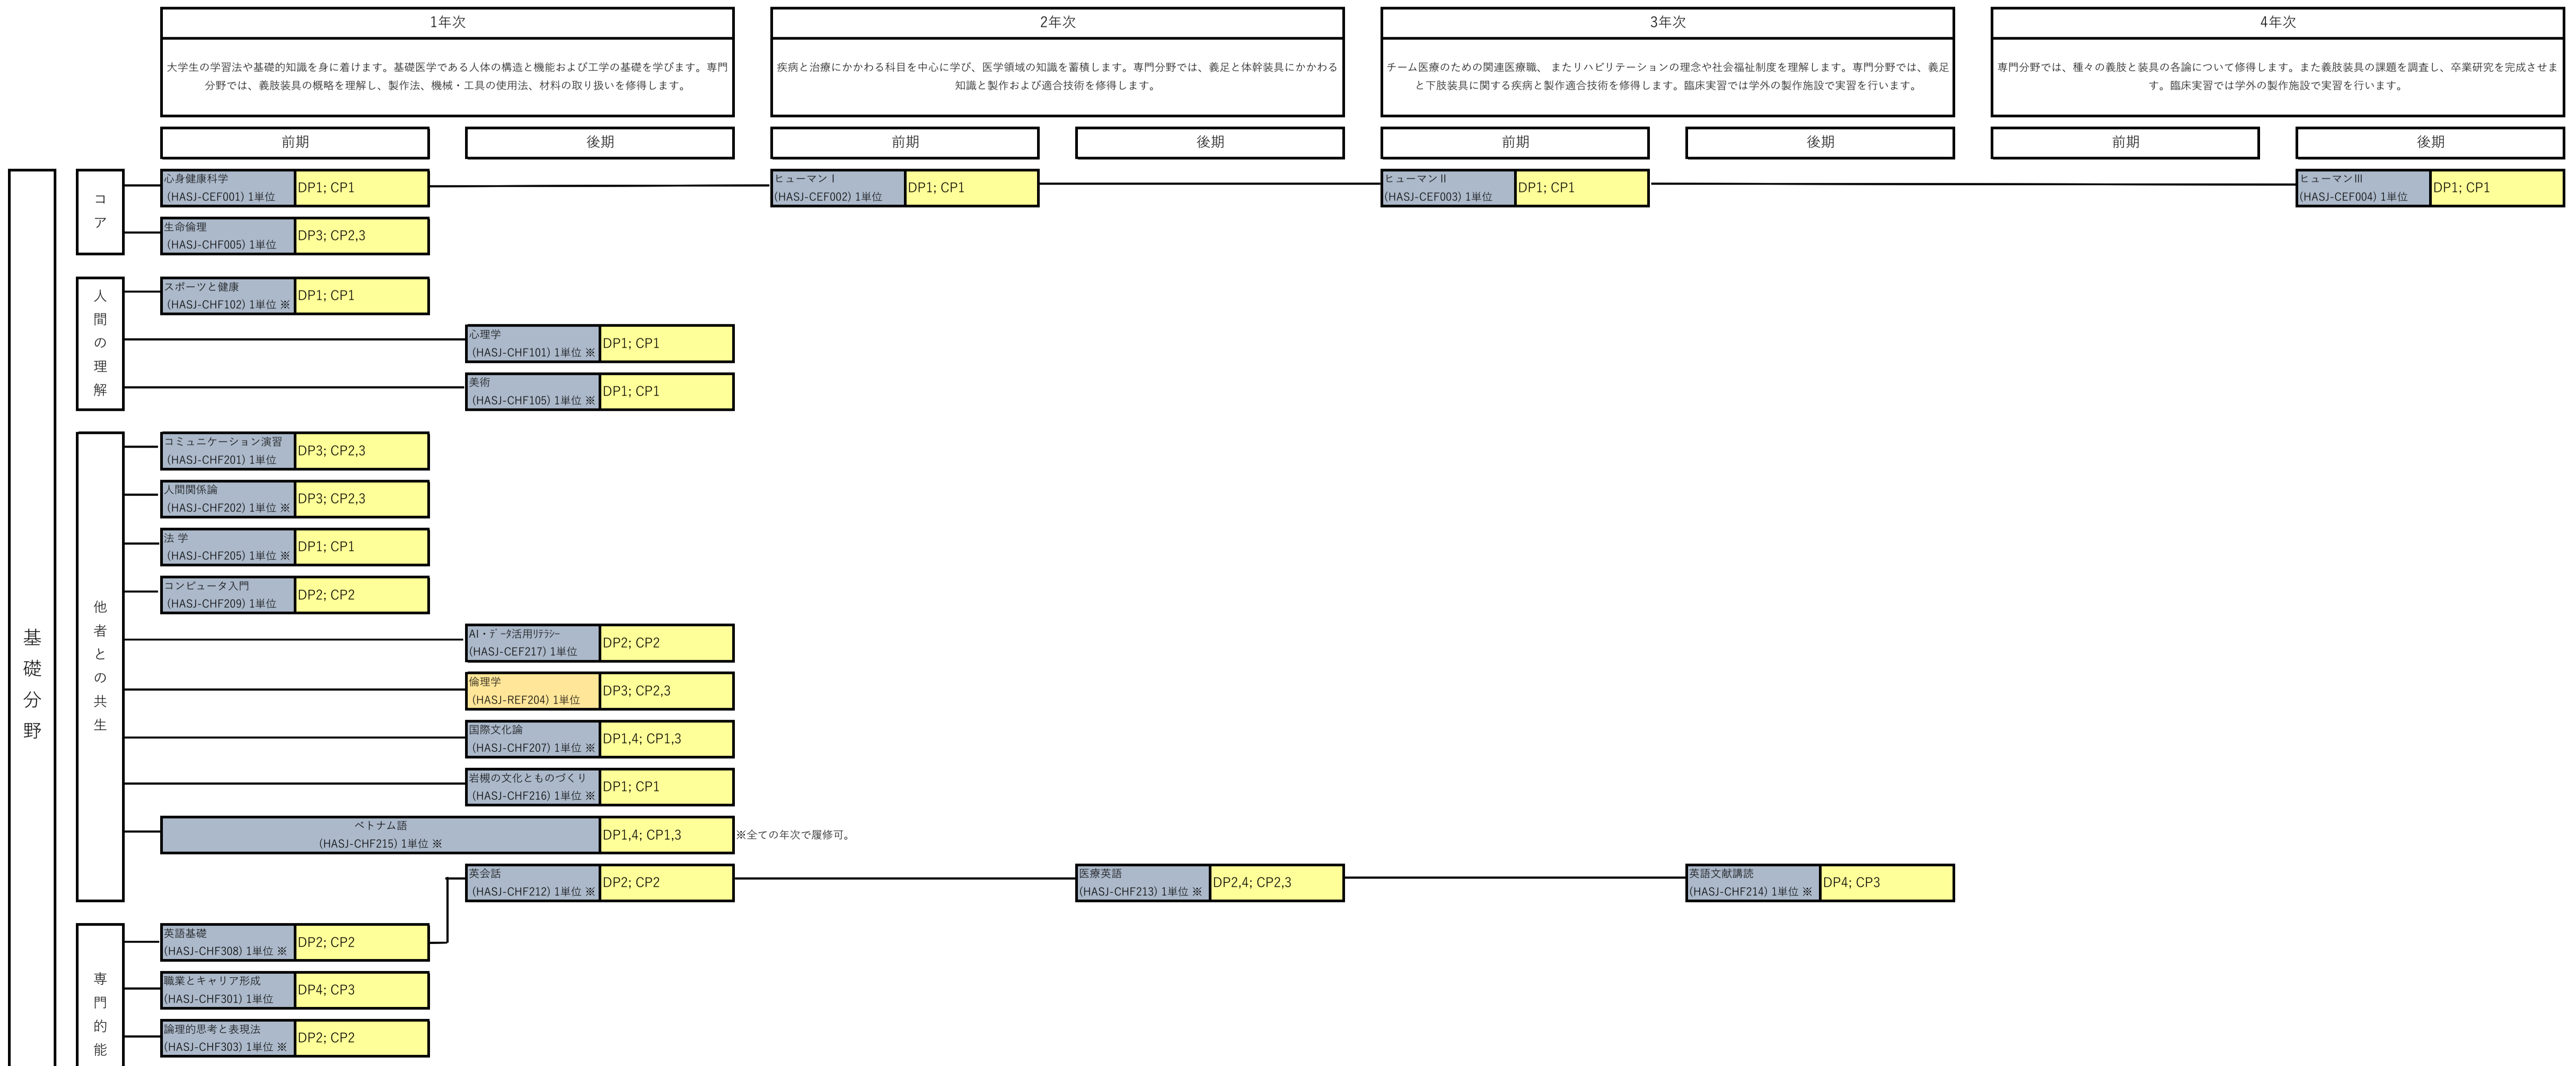 1年次
2年次
3年次
4年次
大学生の学習法や基礎的知識を身に着けます。基礎医学である人体の構造と機能および工学の基礎を学びます。専門
分野では、義肢装具の概略を理解し、製作法、機械・工具の使用法、材料の取り扱いを修得します。
疾病と治療にかかわる科目を中心に学び、医学領域の知識を蓄積します。専門分野では、義足と体幹装具にかかわる
知識と製作および適合技術を修得します。
チーム医療のための関連医療職、 またリハビリテーションの理念や社会福祉制度を理解します。専門分野では、義足
と下肢装具に関する疾病と製作適合技術を修得します。臨床実習では学外の製作施設で実習を行います。
専門分野では、種々の義肢と装具の各論について修得します。また義肢装具の課題を調査し、卒業研究を完成させま
す。臨床実習では学外の製作施設で実習を行います。
前期
後期
前期
後期
前期
後期
前期
後期
基礎分野
コア
心身健康科学
(HASJ-CEF001) 1単位
DP1; CP1
ヒューマンⅠ
(HASJ-CEF002) 1単位
DP1; CP1
ヒューマンⅡ
(HASJ-CEF003) 1単位
DP1; CP1
ヒューマンⅢ
(HASJ-CEF004) 1単位
DP1; CP1
生命倫理
(HASJ-CHF005) 1単位
DP3; CP2,3
人間の理解
スポーツと健康
(HASJ-CHF102) 1単位 ※
DP1; CP1
心理学
(HASJ-CHF101) 1単位 ※
DP1; CP1
美術
(HASJ-CHF105) 1単位 ※
DP1; CP1
他者との共生
コミュニケーション演習
(HASJ-CHF201) 1単位
DP3; CP2,3
人間関係論
(HASJ-CHF202) 1単位 ※
DP3; CP2,3
法 学
(HASJ-CHF205) 1単位 ※
DP1; CP1
コンピュータ入門
(HASJ-CHF209) 1単位
DP2; CP2
AI・ﾃﾞｰﾀ活用ﾘﾃﾗｼｰ
(HASJ-CEF217) 1単位
DP2; CP2
倫理学
(HASJ-REF204) 1単位
DP3; CP2,3
国際文化論
(HASJ-CHF207) 1単位 ※
DP1,4; CP1,3
岩槻の文化とものづくり
(HASJ-CHF216) 1単位 ※
DP1; CP1
ベトナム語
(HASJ-CHF215) 1単位 ※
DP1,4; CP1,3
※全ての年次で履修可。
英会話
(HASJ-CHF212) 1単位 ※
DP2; CP2
医療英語
(HASJ-CHF213) 1単位 ※
DP2,4; CP2,3
英語文献講読
(HASJ-CHF214) 1単位 ※
DP4; CP3
専門的能
英語基礎
(HASJ-CHF308) 1単位 ※
DP2; CP2
職業とキャリア形成
(HASJ-CHF301) 1単位
DP4; CP3
論理的思考と表現法
(HASJ-CHF303) 1単位 ※
DP2; CP2